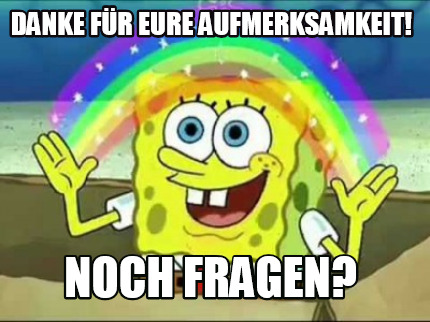 DANKE FÜR EURE AUFMERKSAMKEIT!
NOCH FRAGEN?